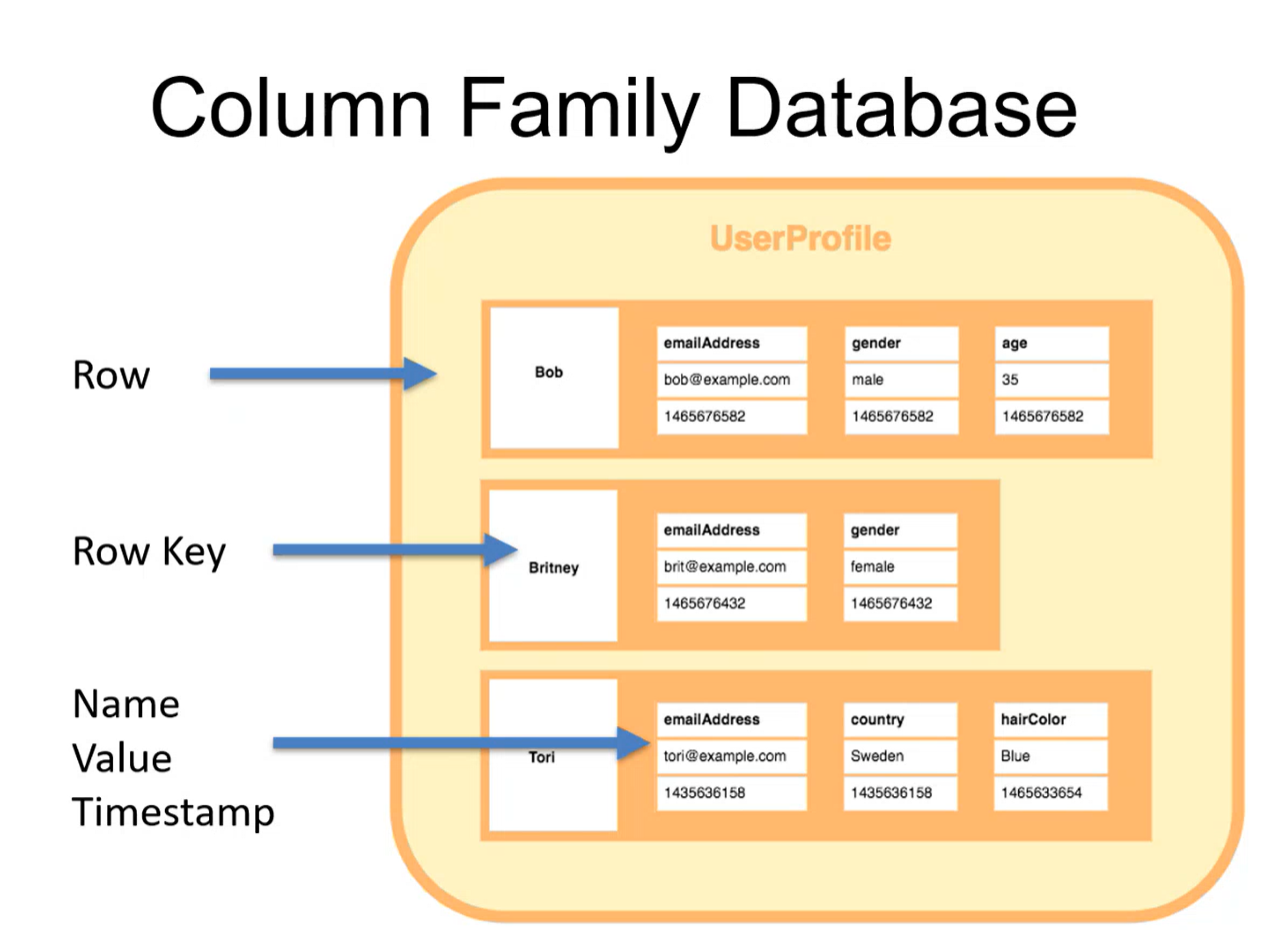 Column Family Database
UserProfile
Row
Bob
emailAddress
bob@example.com
1465676582
gender
male
1465676582
age
35
1465676582
Row Key
Britney
emailAddress
brit@example.com
1465676432
gender
female
1465676432
Name
Value
Timestamp
Tori
emailAddress
tori@example.com
1435636158
country
Sweden
1435636158
hairColor
Blue
1465633654